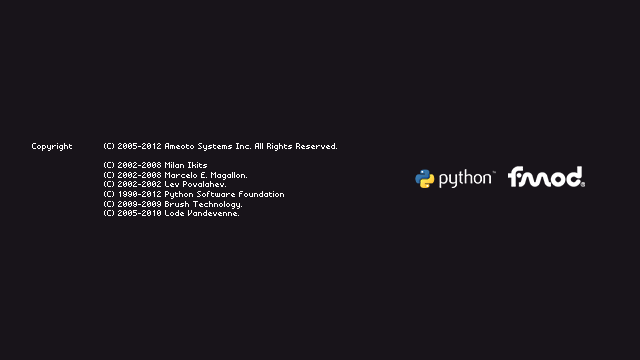 Copyright (C) 2005-2012 Ameoto Systems Inc. All Rights Reserved.
(C) 2002-2008 Milan Ikits
(C) 2002-2008 Marcelo E. Magallon.
(C) 2002-2002 Lev Povalahev.
(C) 1990-2012 Python Software Foundation
(C) 2009-2009 Brush Technology.
(C) 2005-2010 Lode Vandevenne.
python™ fmod®